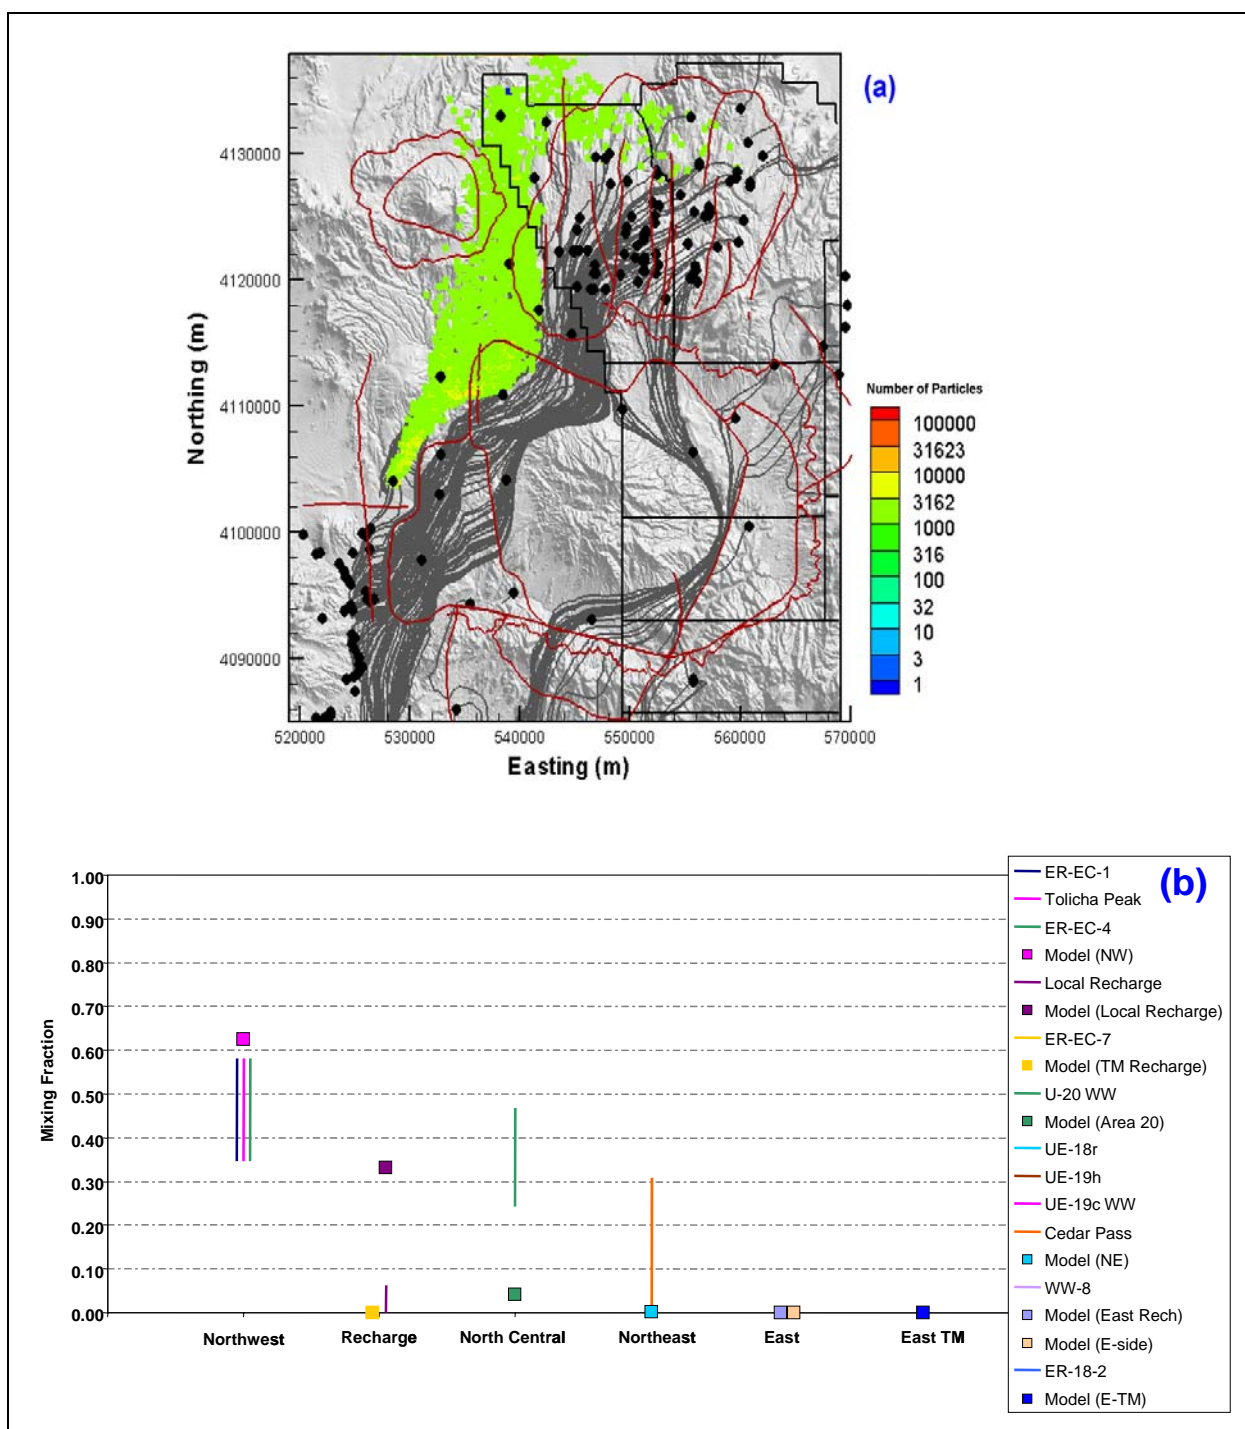 (a)
4130000
4120000
4110000
4100000
4090000
Northing (m)
520000 530000 540000 550000 560000 570000
Easting (m)
Number of Particles
100000
31623
10000
3162
1000
316
100
32
10
3
1
(b)
1.00
0.90
0.80
0.70
0.60
0.50
0.40
0.30
0.20
0.10
0.00
Mixing Fraction
Northwest Recharge North Central Northeast East East TM
ER-EC-1
Tolicha Peak
ER-EC-4
Model (NW)
Local Recharge
Model (Local Recharge)
ER-EC-7
Model (TM Recharge)
U-20 WW
Model (Area 20)
UE-18r
UE-19h
UE-19c WW
Cedar Pass
Model (NE)
WW-8
Model (East Rech)
Model (E-side)
ER-18-2
Model (E-TM)